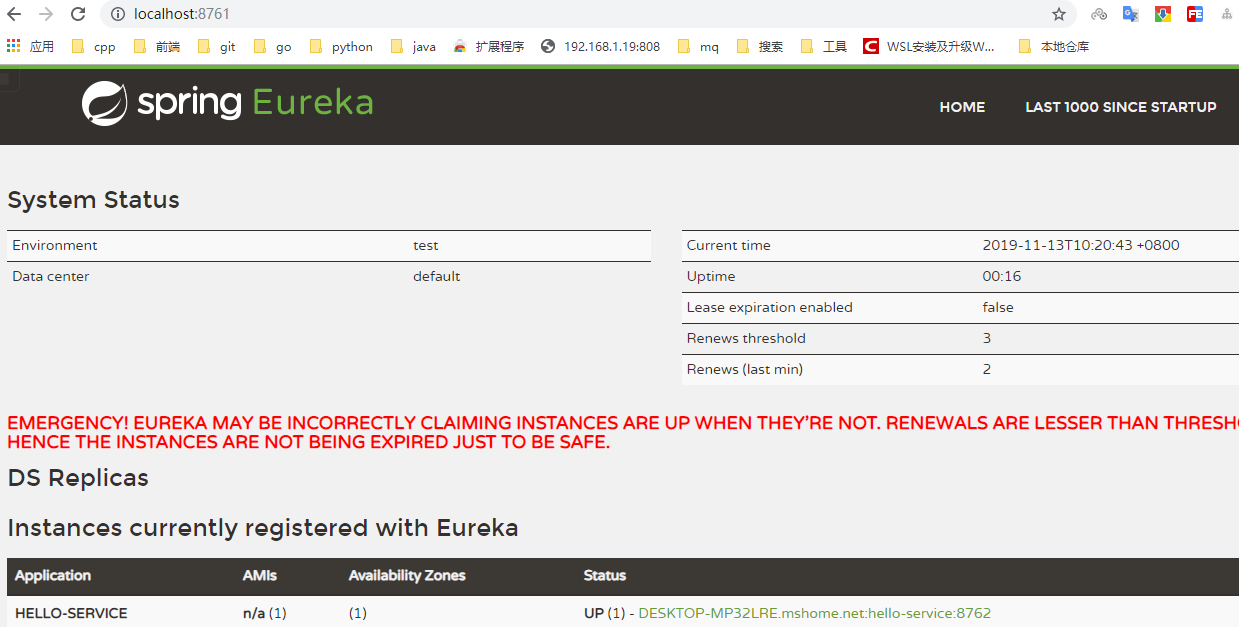 localhost:8761
应用 cpp 前端 git go python java 扩展程序 192.168.1.19:808 mq 搜索 工具 WSL安装及升级W... 本地仓库
spring Eureka
HOME LAST 1000 SINCE STARTUP
System Status
Environment test
Data center default
Current time 2019-11-13T10:20:43 +0800
Uptime 00:16
Lease expiration enabled false
Renews threshold 3
Renews (last min) 2
EMERGENCY! EUREKA MAY BE INCORRECTLY CLAIMING INSTANCES ARE UP WHEN THEY'RE NOT. RENEWALS ARE LESSER THAN
HENCE THE INSTANCES ARE NOT BEING EXPIRED JUST TO BE SAFE.
DS Replicas
Instances currently registered with Eureka
Application AMIs Availability Zones Status
HELLO-SERVICE n/a (1) (1) UP (1) - DESKTOP-MP32LRE.mshome.net:hello-service:8762